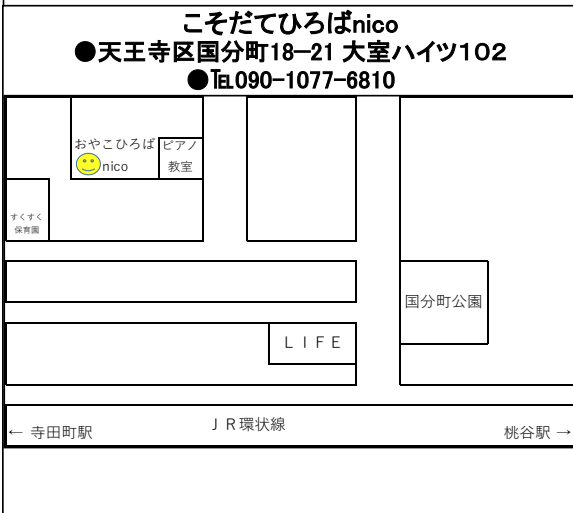 こそだてひろばnico
●天王寺区国分町18―21 大室ハイツ102
●℡090-1077-6810
おやこひろば
nico
ピアノ
教室
すくすく
保育園
国分町公園
ＬＩＦＥ
ＪＲ環状線
← 寺田町駅
桃谷駅 →